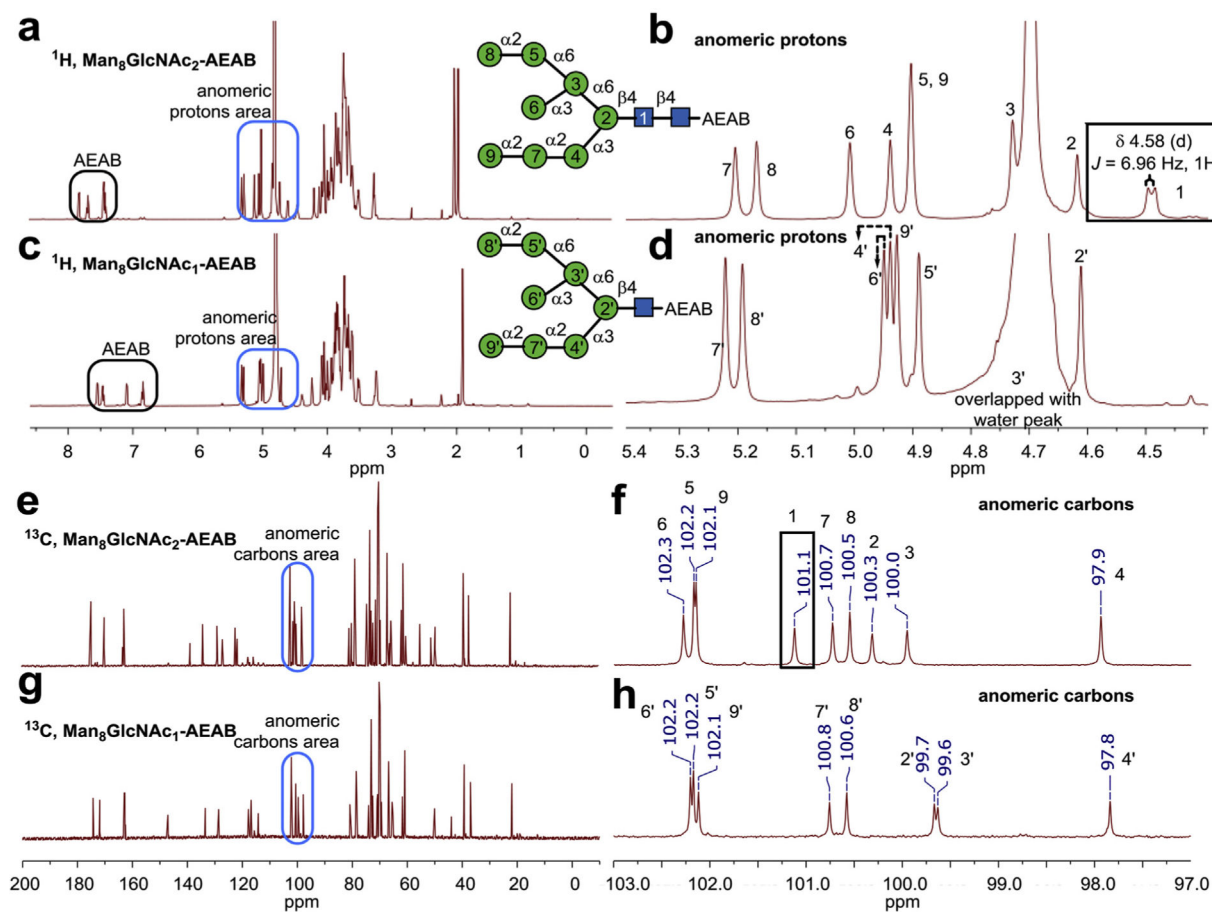 a
¹H, Man₈GlcNAc₂-AEAB
anomeric
protons area
AEAB
8 α2 5 α6
3 α6
6 α3
2 β4 1 β4 AEAB
9 α2 7 α2 4 α3
b
anomeric protons
7
8
6
4
5, 9
3
2
δ 4.58 (d)
J = 6.96 Hz, 1H
1
c
¹H, Man₈GlcNAc₁-AEAB
anomeric
protons area
AEAB
8' α2 5' α6
3' α6
6' α3
2' β4 AEAB
9' α2 7' α2 4' α3
8 7 6 5 4 3 2 1 0
ppm
d
anomeric protons
7'
8'
4'
6'
9'
5'
3'
overlapped with
water peak
2'
5.4 5.3 5.2 5.1 5.0 4.9 4.8 4.7 4.6 4.5
ppm
e
¹³C, Man₈GlcNAc₂-AEAB
anomeric
carbons area
f
anomeric carbons
6 5 9 1 7 8 2 3 4
102.3 102.2 102.1 101.1 100.7 100.5 100.3 100.0 97.9
g
¹³C, Man₈GlcNAc₁-AEAB
anomeric
carbons area
200 180 160 140 120 100 80 60 40 20 0
ppm
h
anomeric carbons
6' 5' 9' 7' 8' 2' 3' 4'
102.2 102.2 102.1 100.8 100.6 99.7 99.6 97.8
103.0 102.0 101.0 100.0 99.0 98.0 97.0
ppm